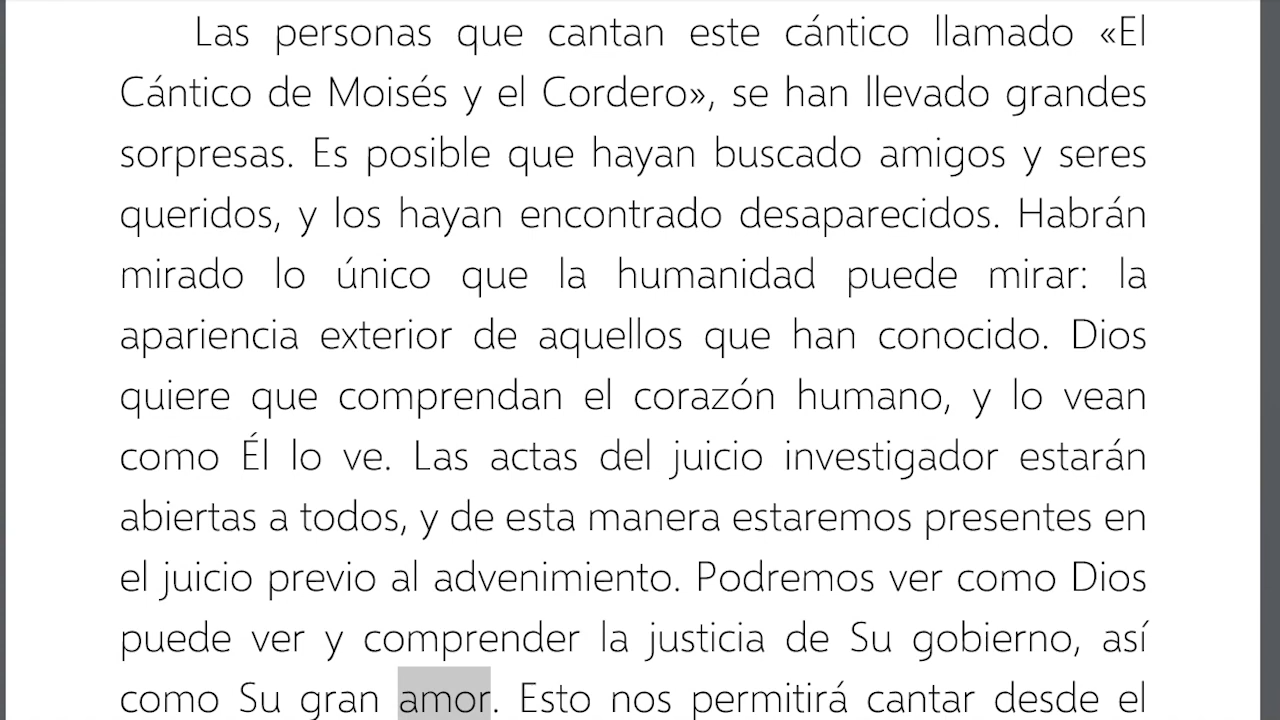 Las personas que cantan este cántico llamado «El
Cántico de Moisés y el Cordero», se han llevado grandes
sorpresas. Es posible que hayan buscado amigos y seres
queridos, y los hayan encontrado desaparecidos. Habrán
mirado lo único que la humanidad puede mirar: la
apariencia exterior de aquellos que han conocido. Dios
quiere que comprendan el corazón humano, y lo vean
como Él lo ve. Las actas del juicio investigador estarán
abiertas a todos, y de esta manera estaremos presentes en
el juicio previo al advenimiento. Podremos ver como Dios
puede ver y comprender la justicia de Su gobierno, así
como Su gran amor. Esto nos permitirá cantar desde el